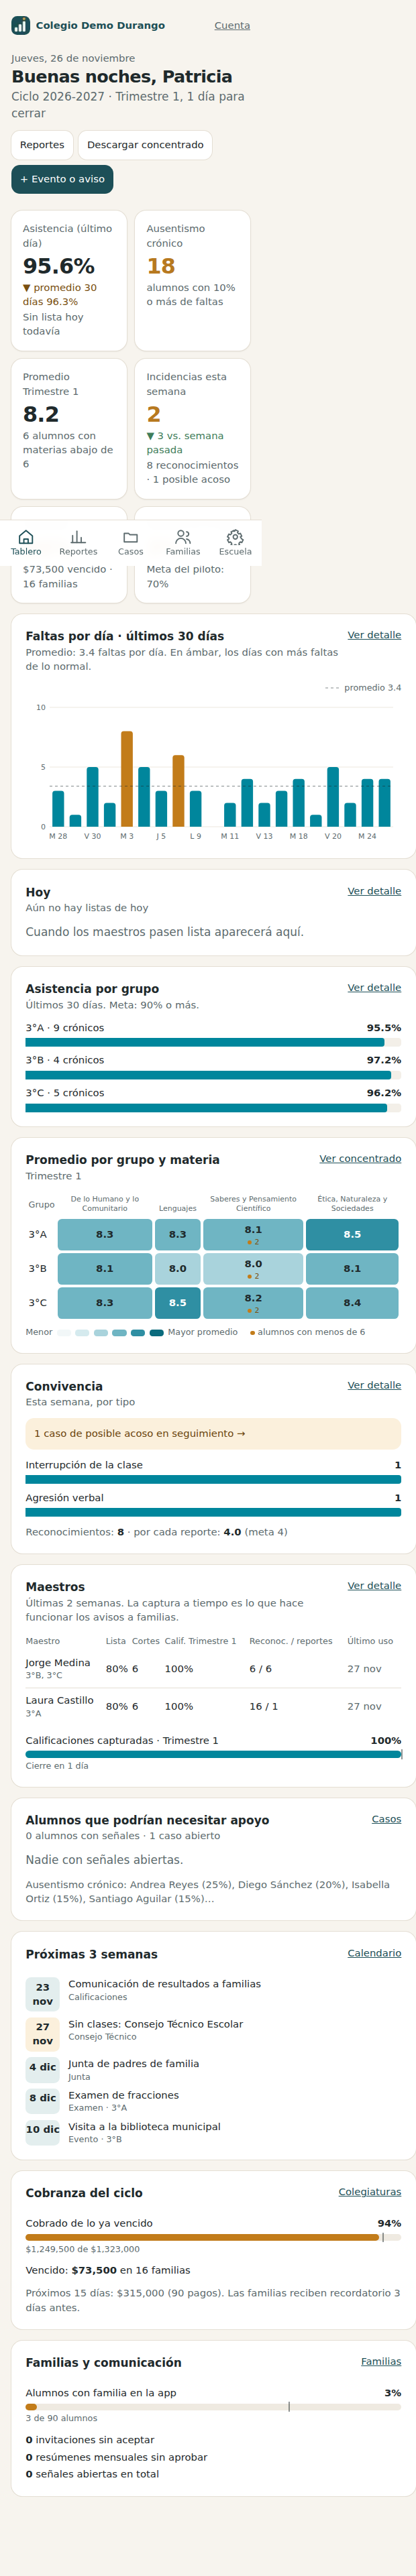 Colegio Demo Durango
Cuenta
Jueves, 26 de noviembre
Buenas noches, Patricia
Ciclo 2026-2027 · Trimestre 1, 1 día para
cerrar
Reportes
Descargar concentrado
+ Evento o aviso
Asistencia (último
día)
95.6%
▼ promedio 30
días 96.3%
Sin lista hoy
todavía
Ausentismo
crónico
18
alumnos con 10%
o más de faltas
Promedio
Trimestre 1
8.2
6 alumnos con
materias abajo de
6
Incidencias esta
semana
2
▼ 3 vs. semana
pasada
8 reconocimientos
· 1 posible acoso
Tablero
Reportes
Casos
Familias
Escuela
$73,500 vencido ·
16 familias
Meta del piloto:
70%
Faltas por día · últimos 30 días
Ver detalle
Promedio: 3.4 faltas por día. En ámbar, los días con más faltas
de lo normal.
promedio 3.4
10
5
0
M 28 V 30 M 3 J 5 L 9 M 11 V 13 M 18 V 20 M 24
Hoy
Ver detalle
Aún no hay listas de hoy
Cuando los maestros pasen lista aparecerá aquí.
Asistencia por grupo
Ver detalle
Últimos 30 días. Meta: 90% o más.
3°A · 9 crónicos 95.5%
3°B · 4 crónicos 97.2%
3°C · 5 crónicos 96.2%
Promedio por grupo y materia
Ver concentrado
Trimestre 1
Grupo
De lo Humano y lo
Comunitario
Lenguajes
Saberes y Pensamiento
Científico
Ética, Naturaleza y
Sociedades
3°A 8.3 8.3 8.1 8.5
2
3°B 8.1 8.0 8.0 8.1
2
3°C 8.3 8.5 8.2 8.4
2
Menor Mayor promedio alumnos con menos de 6
Convivencia
Ver detalle
Esta semana, por tipo
1 caso de posible acoso en seguimiento →
Interrupción de la clase 1
Agresión verbal 1
Reconocimientos: 8 · por cada reporte: 4.0 (meta 4)
Maestros
Ver detalle
Últimas 2 semanas. La captura a tiempo es lo que hace
funcionar los avisos a familias.
Maestro Lista Cortes Calif. Trimestre 1 Reconoc. / reportes Último uso
Jorge Medina
3°B, 3°C
80% 6 100% 6 / 6 27 nov
Laura Castillo
3°A
80% 6 100% 16 / 1 27 nov
Calificaciones capturadas · Trimestre 1 100%
Cierre en 1 día
Alumnos que podrían necesitar apoyo
Casos
0 alumnos con señales · 1 caso abierto
Nadie con señales abiertas.
Ausentismo crónico: Andrea Reyes (25%), Diego Sánchez (20%), Isabella
Ortiz (15%), Santiago Aguilar (15%)…
Próximas 3 semanas
Calendario
23
nov
Comunicación de resultados a familias
Calificaciones
27
nov
Sin clases: Consejo Técnico Escolar
Consejo Técnico
4 dic
Junta de padres de familia
Junta
8 dic
Examen de fracciones
Examen · 3°A
10 dic
Visita a la biblioteca municipal
Evento · 3°B
Cobranza del ciclo
Colegiaturas
Cobrado de lo ya vencido 94%
$1,249,500 de $1,323,000
Vencido: $73,500 en 16 familias
Próximos 15 días: $315,000 (90 pagos). Las familias reciben recordatorio 3
días antes.
Familias y comunicación
Familias
Alumnos con familia en la app 3%
3 de 90 alumnos
0 invitaciones sin aceptar
0 resúmenes mensuales sin aprobar
0 señales abiertas en total